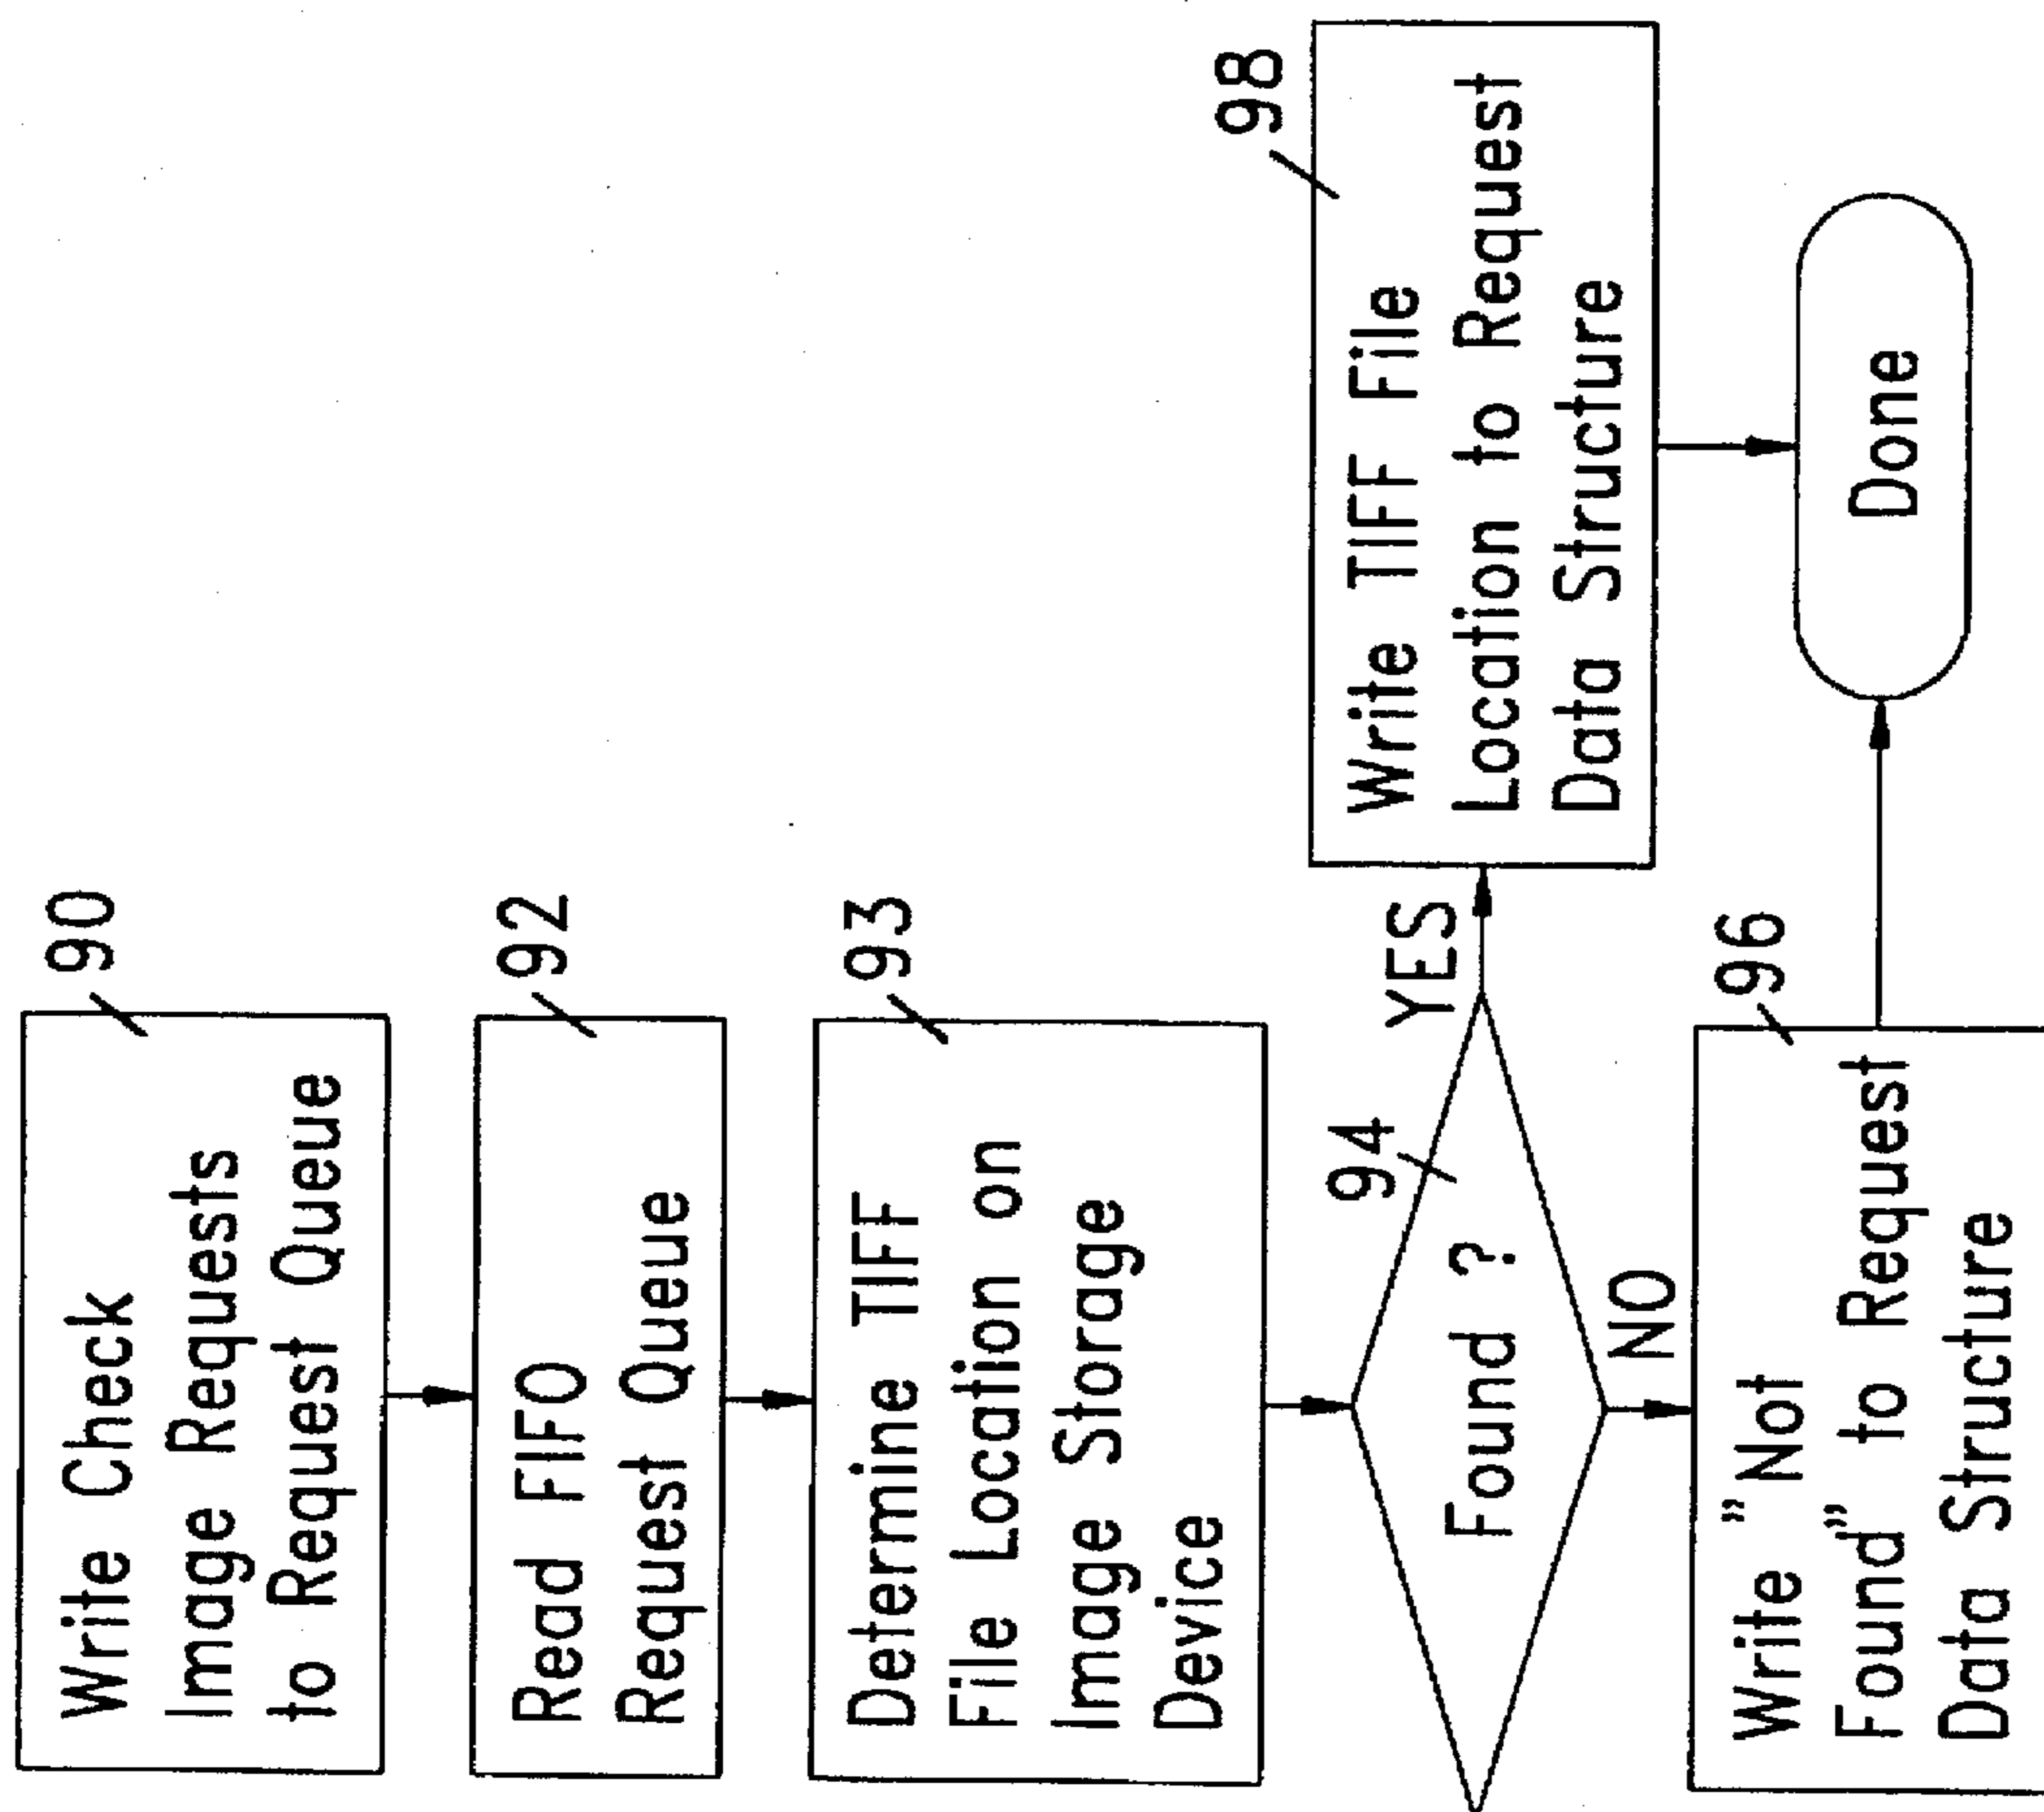 90
Write Check
Image Requests
to Request Queue
92
Read FIFO
Request Queue
93
Determine TIFF
File Location on
Image Storage
Device
94
Found ?
YES
NO
98
Write TIFF File
Location to Request
Data Structure
96
Write " Not
Found" to Request
Data Structure
Done